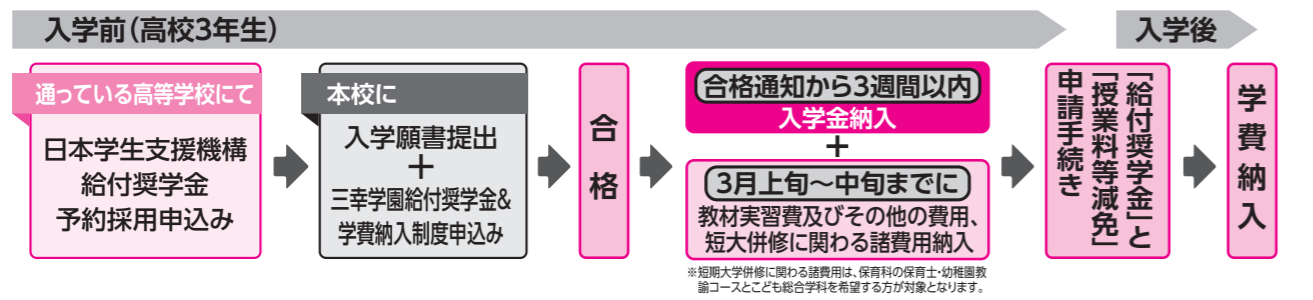 入学前(高校3年生)
入学後
通っている高等学校にて
日本学生支援機構
給付奨学金
予約採用申込み
本校に
入学願書提出
+
三幸学園給付奨学金&
学費納入制度申込み
合格
合格通知から3週間以内
入学金納入
+
3月上旬~中旬までに
教材実習費及びその他の費用、
短大併修に関わる諸費用納入
※短期大学併修に関わる諸費用は、保育科の保育士・幼稚園教
諭コースとこども総合学科を希望する方が対象となります。
「給付奨学金」と
「授業料等減免」
申請手続き
学費納入